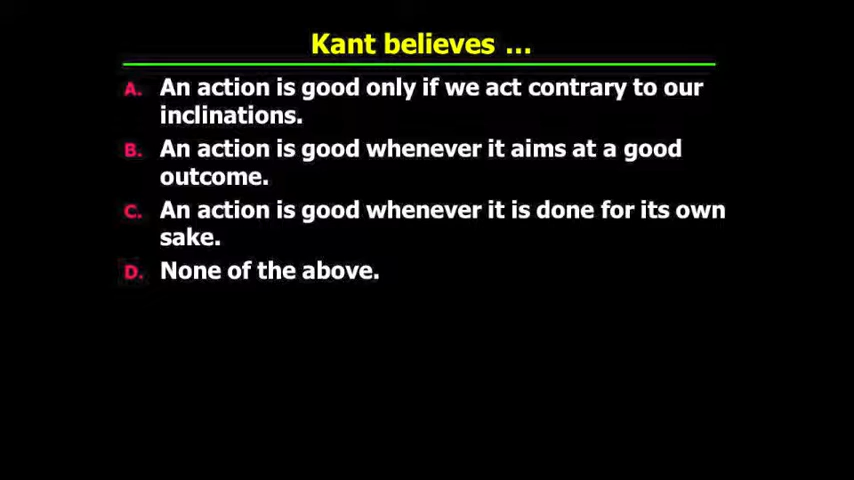 Kant believes ...
A. An action is good only if we act contrary to our
inclinations.
B. An action is good whenever it aims at a good
outcome.
C. An action is good whenever it is done for its own
sake.
D. None of the above.